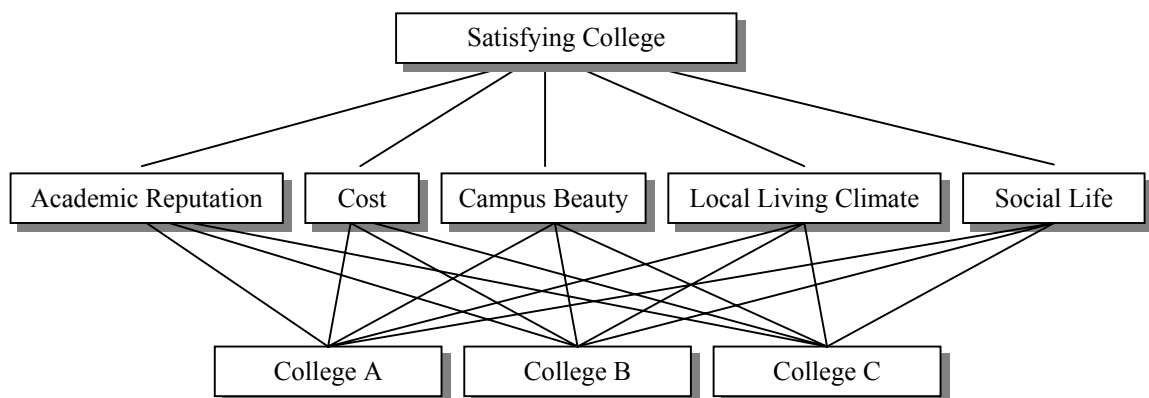 Satisfying College
Academic Reputation
Cost
Campus Beauty
Local Living Climate
Social Life
College A
College B
College C